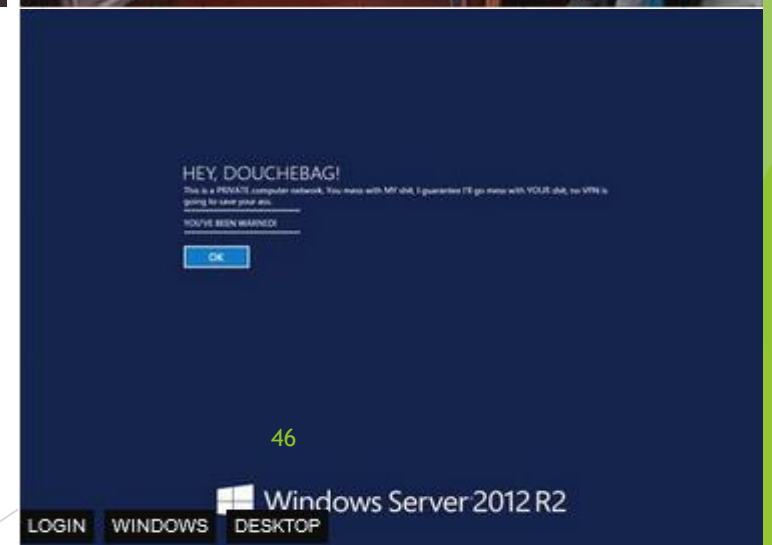 HEY, DOUCHEBAG!
This is a PRIVATE computer network. You mess with MY shit, I guarantee I'll go mess with YOUR shit, no VPN is
going to save your ass.
YOU'VE BEEN WARNED!
OK
46
Windows Server 2012 R2
LOGIN WINDOWS DESKTOP